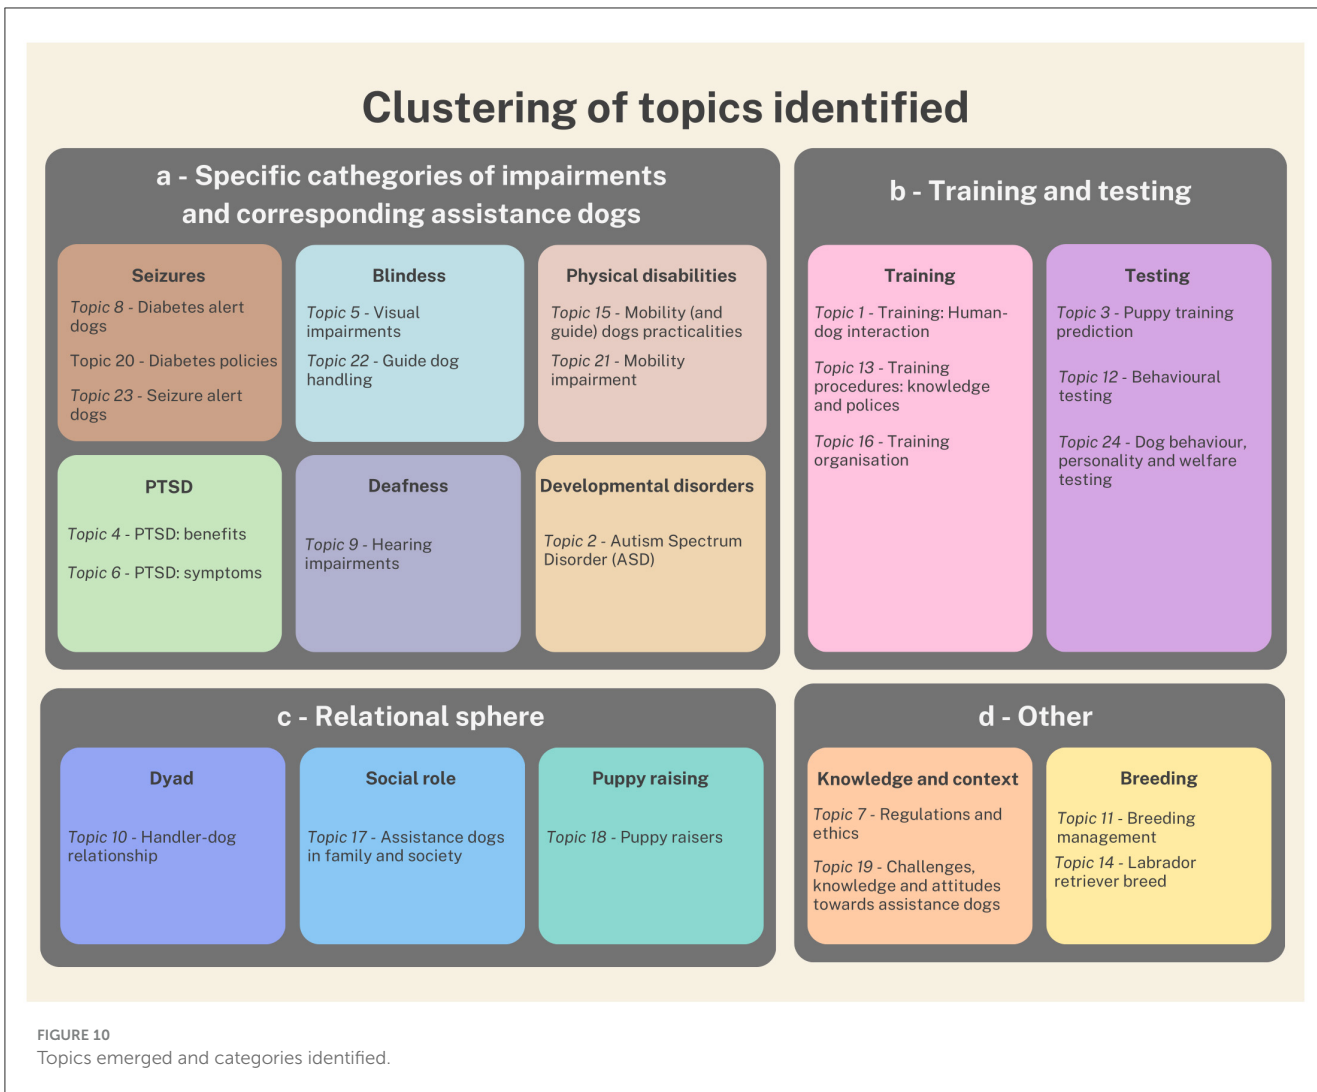 Clustering of topics identified
a - Specific cathegories of impairments
and corresponding assistance dogs
Seizures
Topic 8 - Diabetes alert
dogs
Topic 20 - Diabetes policies
Topic 23 - Seizure alert
dogs
Blindess
Topic 5 - Visual
impairments
Topic 22 - Guide dog
handling
Physical disabilities
Topic 15 - Mobility (and
guide) dogs practicalities
Topic 21 - Mobility
impairment
PTSD
Topic 4 - PTSD: benefits
Topic 6 - PTSD: symptoms
Deafness
Topic 9 - Hearing
impairments
Developmental disorders
Topic 2 - Autism Spectrum
Disorder (ASD)
b - Training and testing
Training
Topic 1 - Training: Human-
dog interaction
Topic 13 - Training
procedures: knowledge
and polices
Topic 16 - Training
organisation
Testing
Topic 3 - Puppy training
prediction
Topic 12 - Behavioural
testing
Topic 24 - Dog behaviour,
personality and welfare
testing
c - Relational sphere
Dyad
Topic 10 - Handler-dog
relationship
Social role
Topic 17 - Assistance dogs
in family and society
Puppy raising
Topic 18 - Puppy raisers
d - Other
Knowledge and context
Topic 7 - Regulations and
ethics
Topic 19 - Challenges,
knowledge and attitudes
towards assistance dogs
Breeding
Topic 11 - Breeding
management
Topic 14 - Labrador
retriever breed
FIGURE 10
Topics emerged and categories identified.